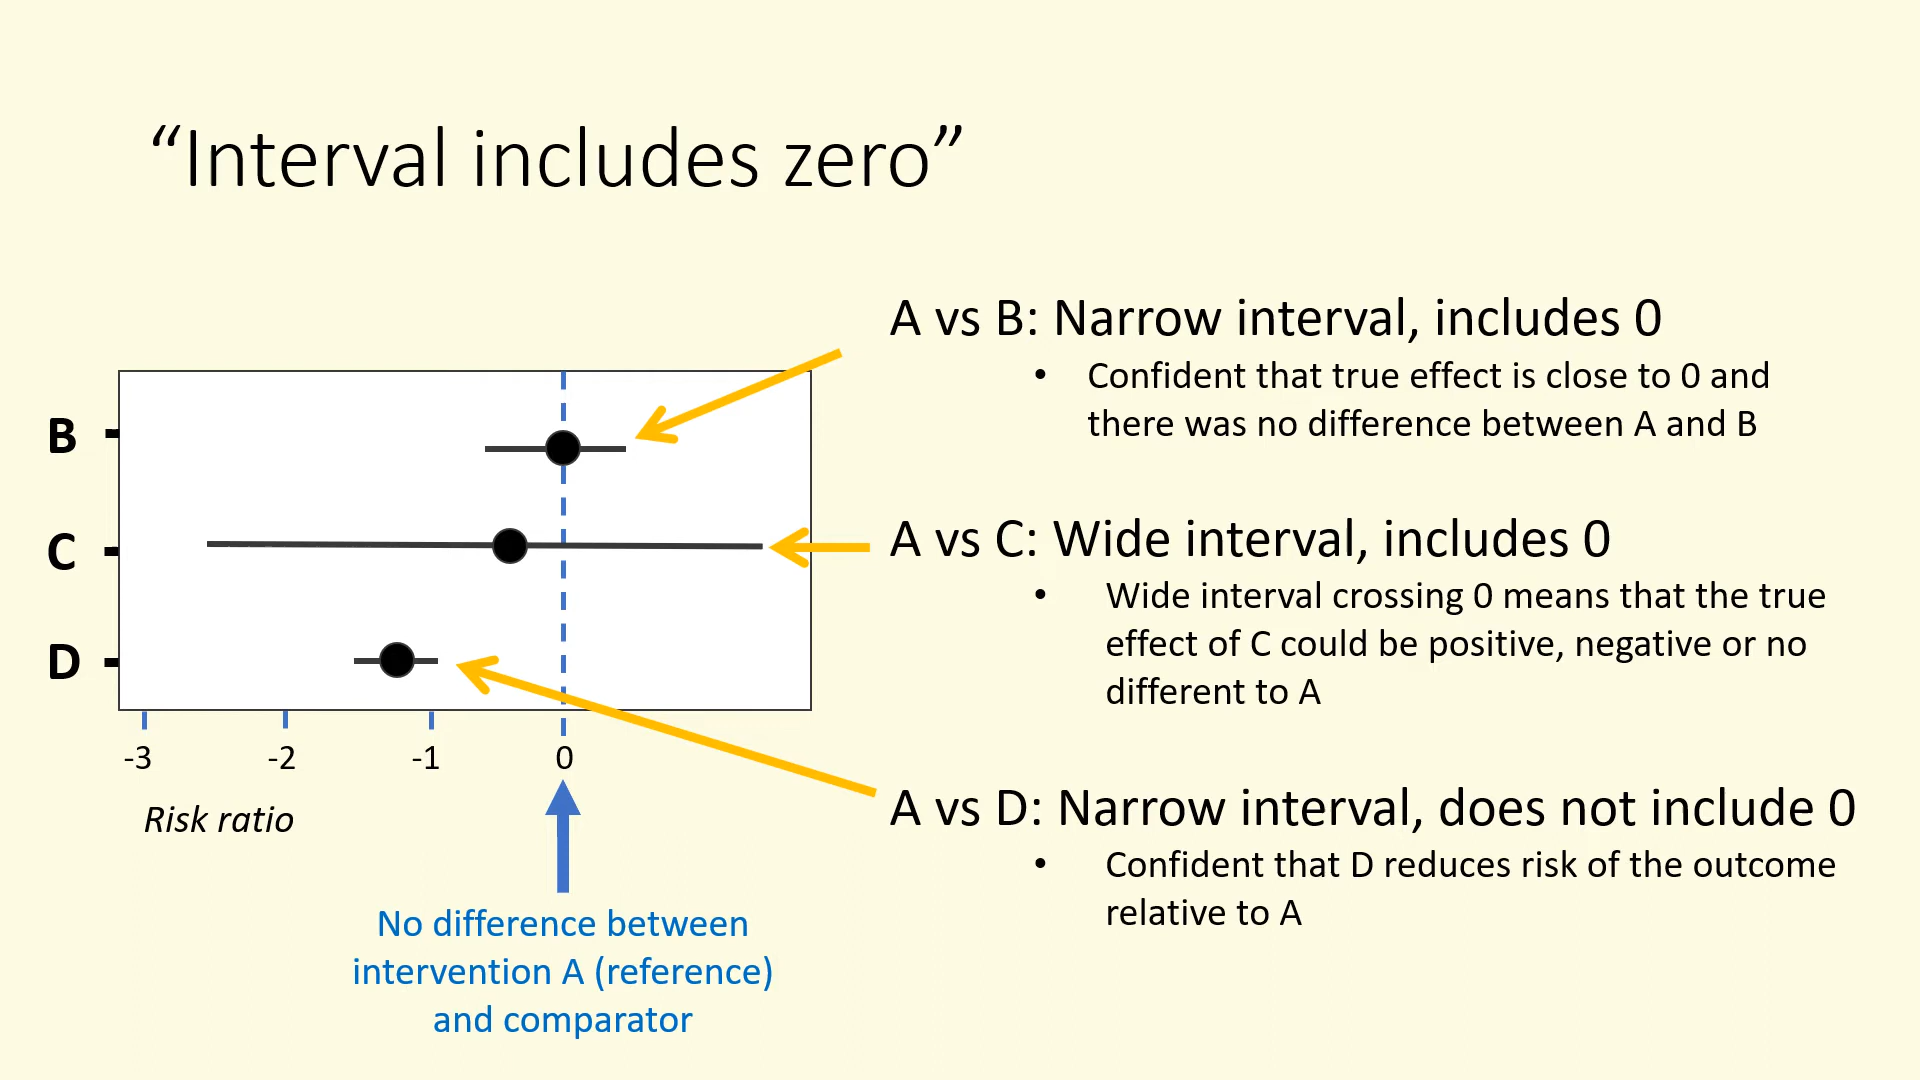 “Interval includes zero”
A vs B: Narrow interval, includes 0
• Confident that true effect is close to 0 and
there was no difference between A and B
A vs C: Wide interval, includes 0
• Wide interval crossing 0 means that the true
effect of C could be positive, negative or no
different to A
A vs D: Narrow interval, does not include 0
• Confident that D reduces risk of the outcome
relative to A
B
C
D
-3 -2 -1 0
Risk ratio
No difference between
intervention A (reference)
and comparator